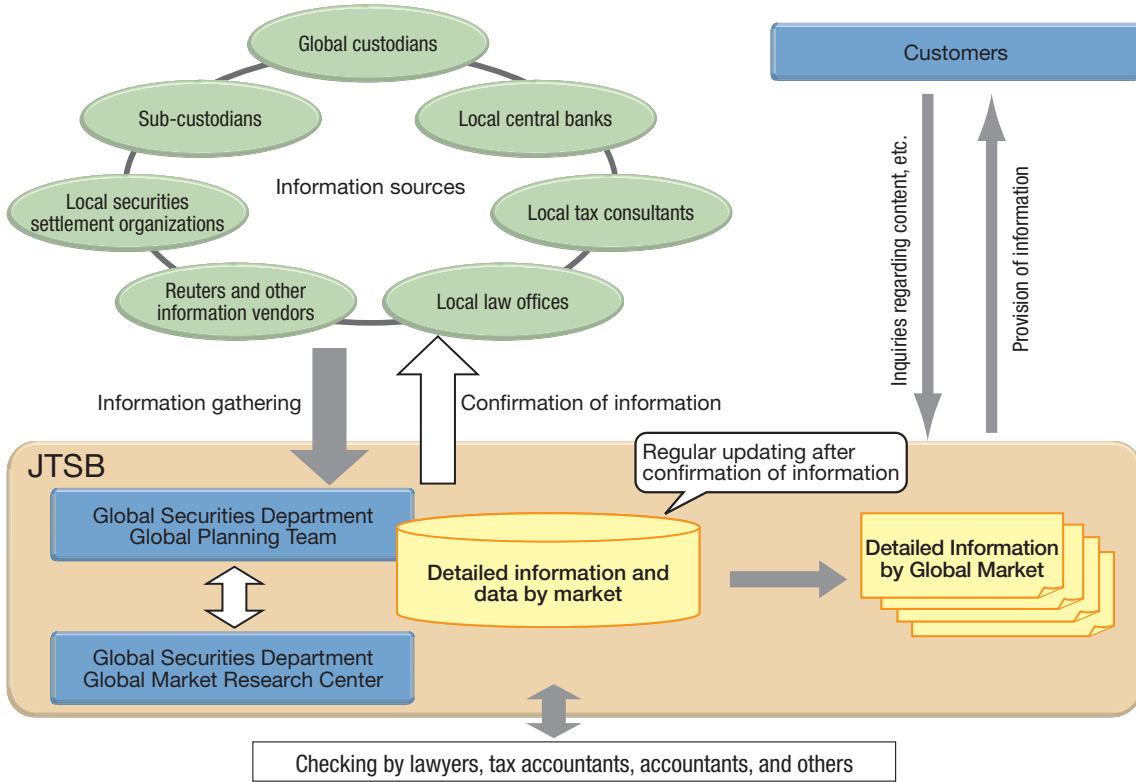 Global custodians
Customers
Sub-custodians
Local central banks
Information sources
Local securities
settlement organizations
Local tax consultants
Reuters and other
information vendors
Local law offices
Inquiries regarding content, etc.
Provision of information
Information gathering
Confirmation of information
JTSB
Regular updating after
confirmation of information
Global Securities Department
Global Planning Team
Detailed information and
data by market
Detailed Information
by Global Market
Global Securities Department
Global Market Research Center
Checking by lawyers, tax accountants, accountants, and others